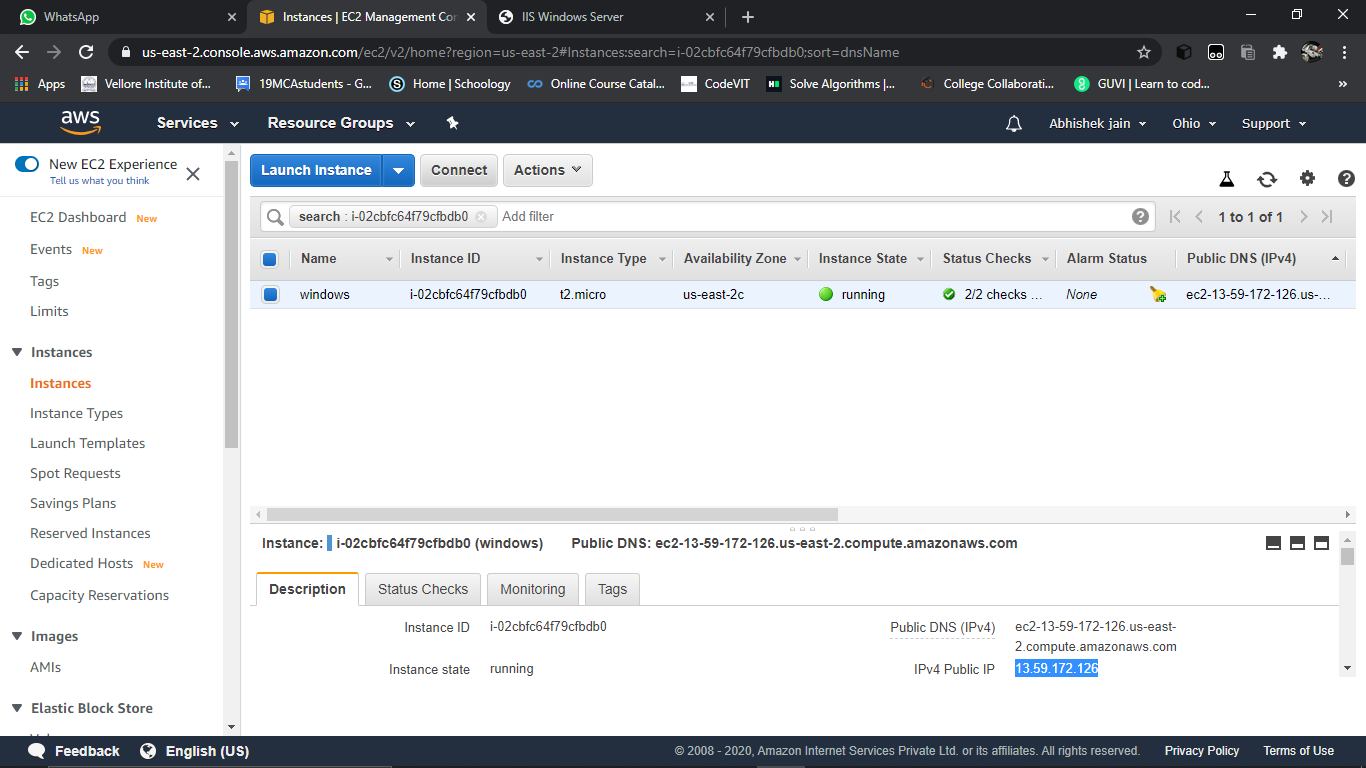 WhatsApp
Instances | EC2 Management Con
IIS Windows Server
us-east-2.console.aws.amazon.com/ec2/v2/home?region=us-east-2#Instances:search=i-02cbfc64f79cfbdb0;sort=dnsName
Apps
Vellore Institute of...
19MCAstudents - G...
Home | Schoology
Online Course Catal...
CodeVIT
Solve Algorithms |...
College Collaborati...
GUVI | Learn to cod...
»
aws
Services
Resource Groups
Abhishek jain
Ohio
Support
New EC2 Experience
Tell us what you think
EC2 Dashboard New
Events New
Tags
Limits
Instances
Instances
Instance Types
Launch Templates
Spot Requests
Savings Plans
Reserved Instances
Dedicated Hosts New
Capacity Reservations
Images
AMIs
Elastic Block Store
Launch Instance
Connect
Actions
search : i-02cbfc64f79cfbdb0 Add filter
1 to 1 of 1
Name Instance ID Instance Type Availability Zone Instance State Status Checks Alarm Status Public DNS (IPv4)
windows i-02cbfc64f79cfbdb0 t2.micro us-east-2c running 2/2 checks ... None ec2-13-59-172-126.us-...
Instance: i-02cbfc64f79cfbdb0 (windows) Public DNS: ec2-13-59-172-126.us-east-2.compute.amazonaws.com
Description Status Checks Monitoring Tags
Instance ID i-02cbfc64f79cfbdb0
Public DNS (IPv4) ec2-13-59-172-126.us-east-
2.compute.amazonaws.com
Instance state running
IPv4 Public IP 13.59.172.126
Feedback
English (US)
© 2008 - 2020, Amazon Internet Services Private Ltd. or its affiliates. All rights reserved.
Privacy Policy
Terms of Use